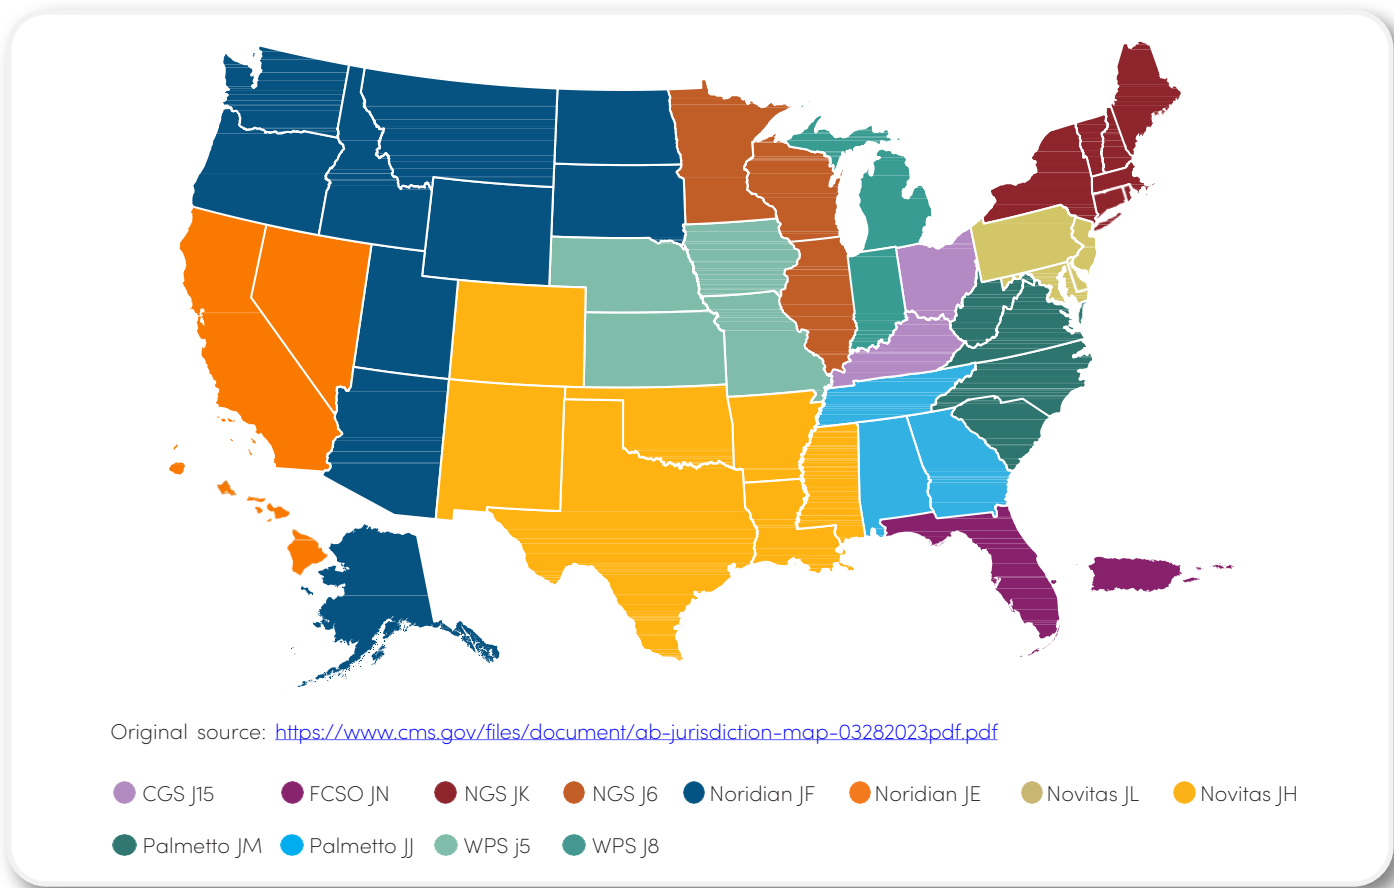 Original source: https://www.cms.gov/files/document/ab-jurisdiction-map-03282023pdf.pdf
CGS J15 FCSO JN NGS JK NGS J6 Noridian JF Noridian JE Novitas JL Novitas JH
Palmetto JM Palmetto JJ WPS j5 WPS J8